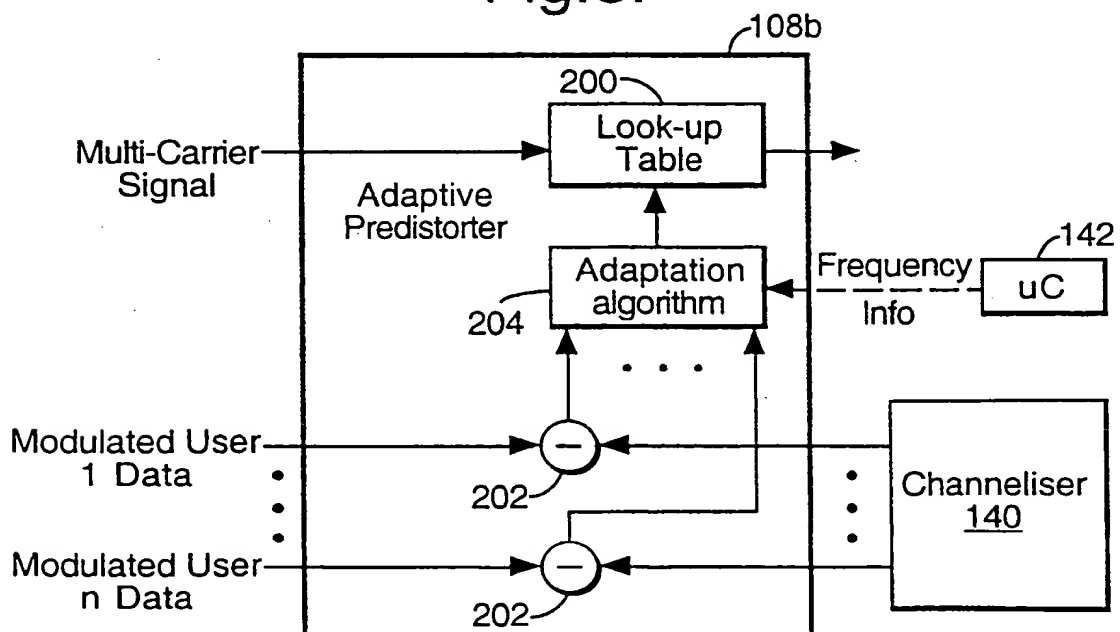 108b
200
Look-up
Table
Multi-Carrier
Signal
Adaptive
Predistorter
142
Adaptation
algorithm
204
Frequency
Info
uC
Modulated User
1 Data
202
Channeliser
140
Modulated User
n Data
202